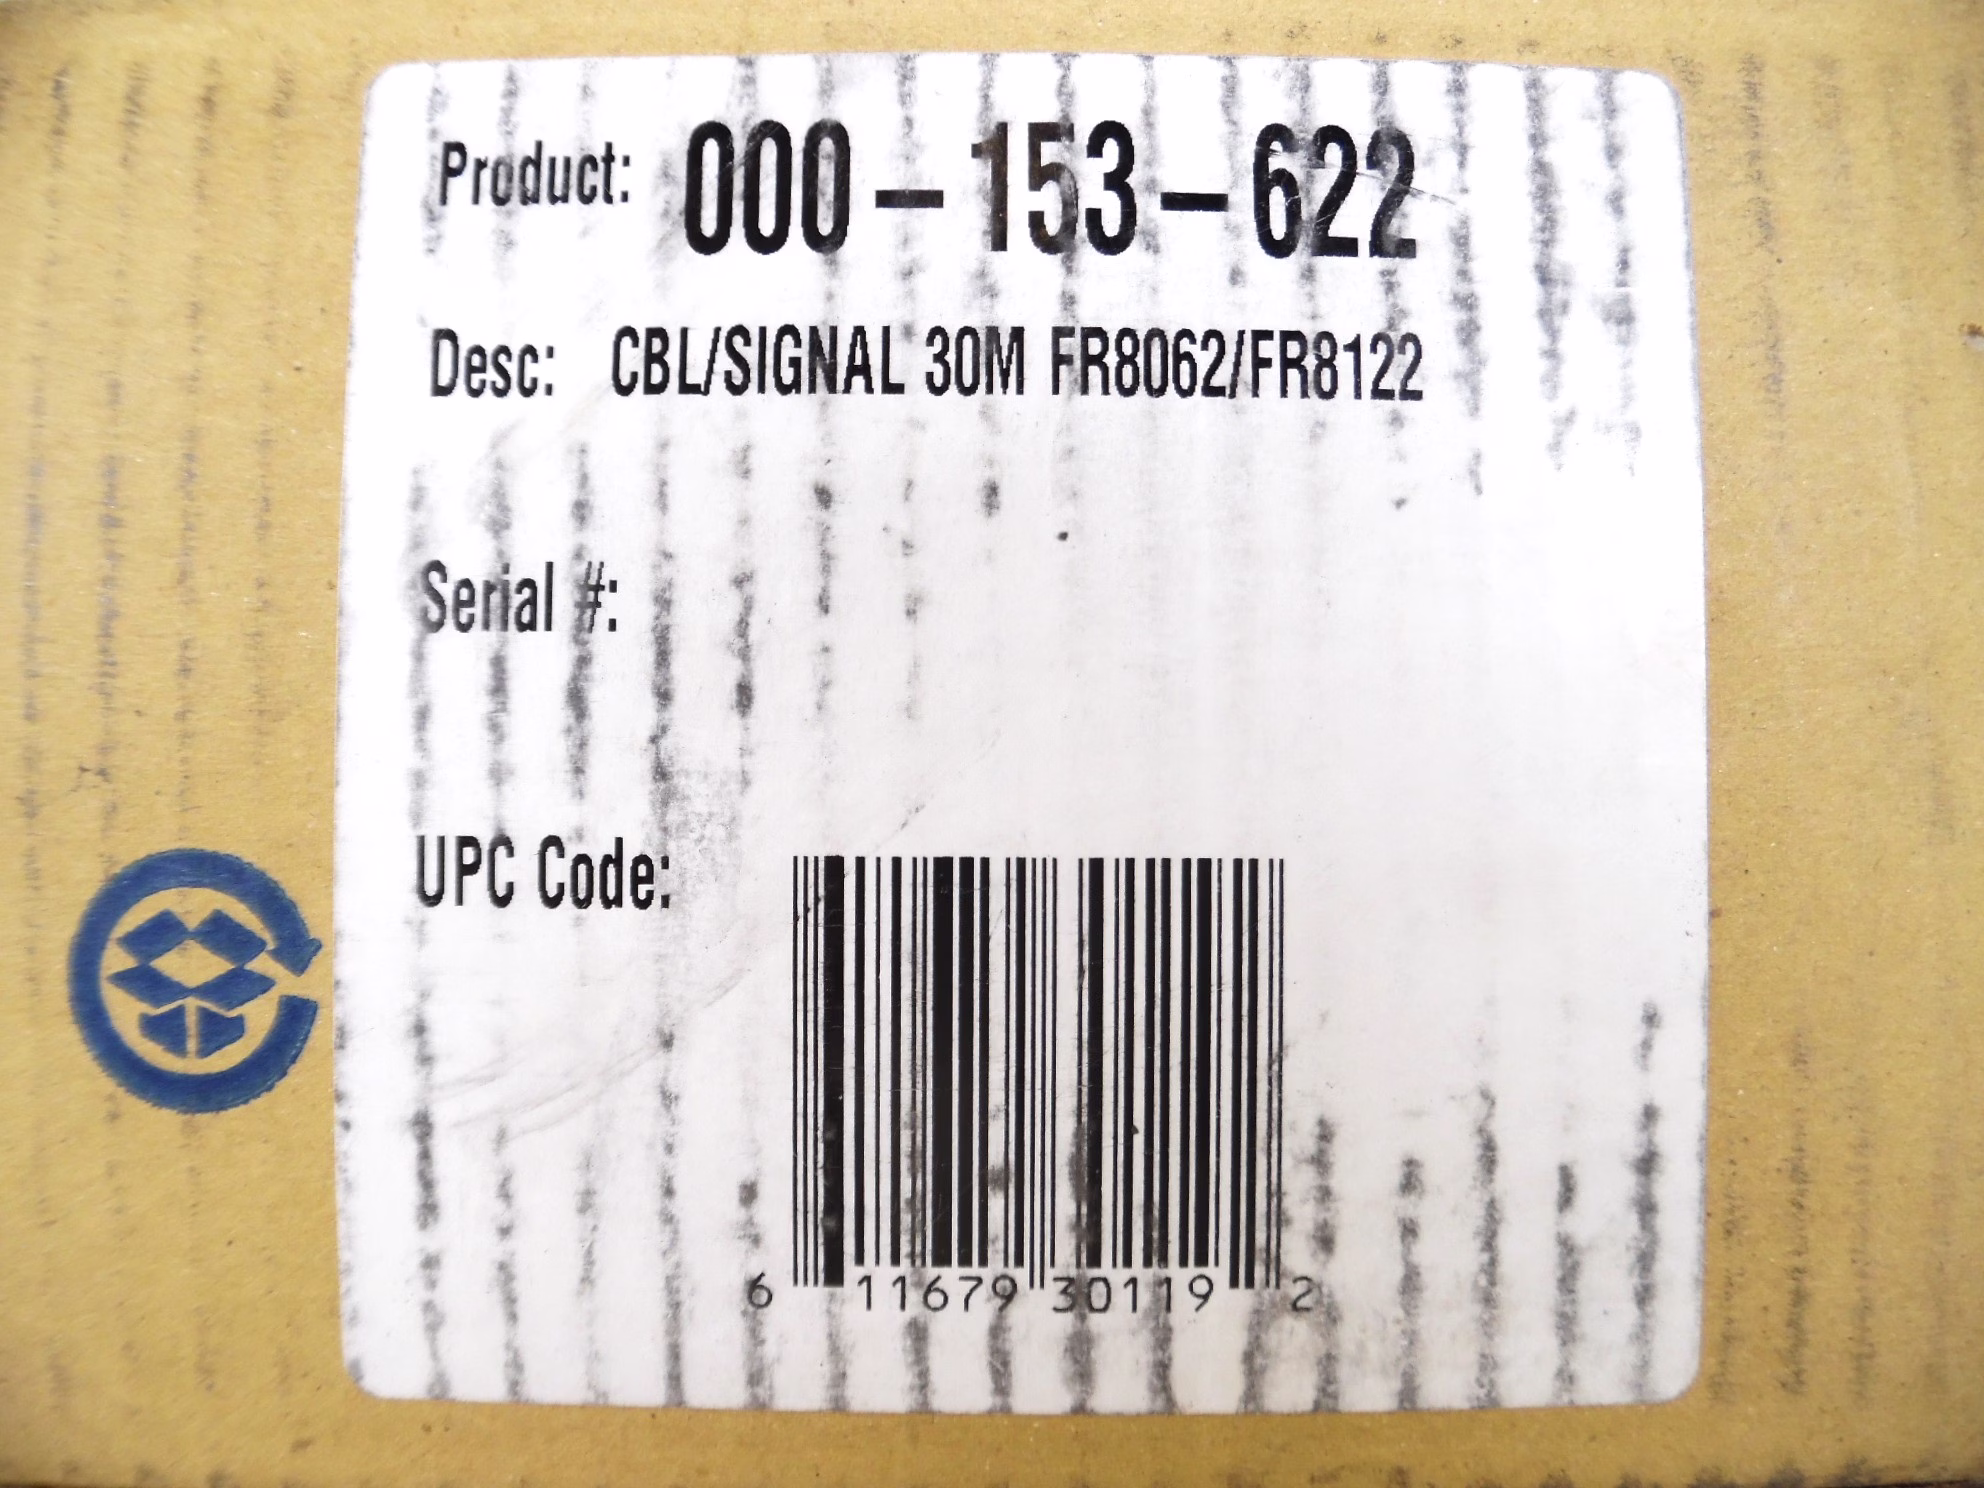 Product: 000-153-622
Desc: CBL/SIGNAL 30M FR8062/FR8122
Serial #:
UPC Code:
6 11679 30119 2